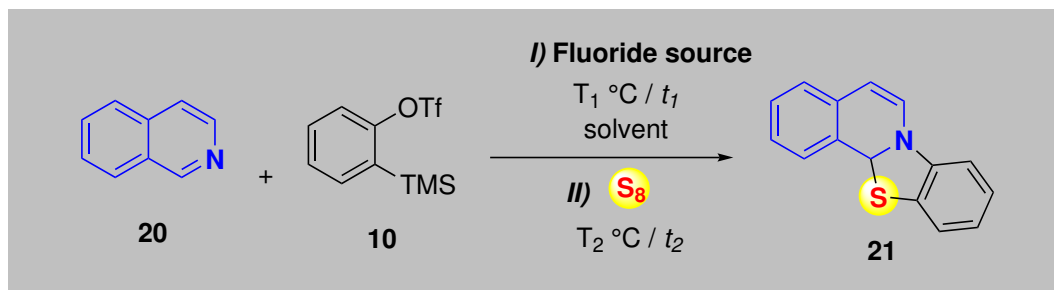 I) Fluoride source
T₁ °C / t₁
solvent
II) S₈
T₂ °C / t₂
N
20
+
OTf
TMS
10
N
S
21